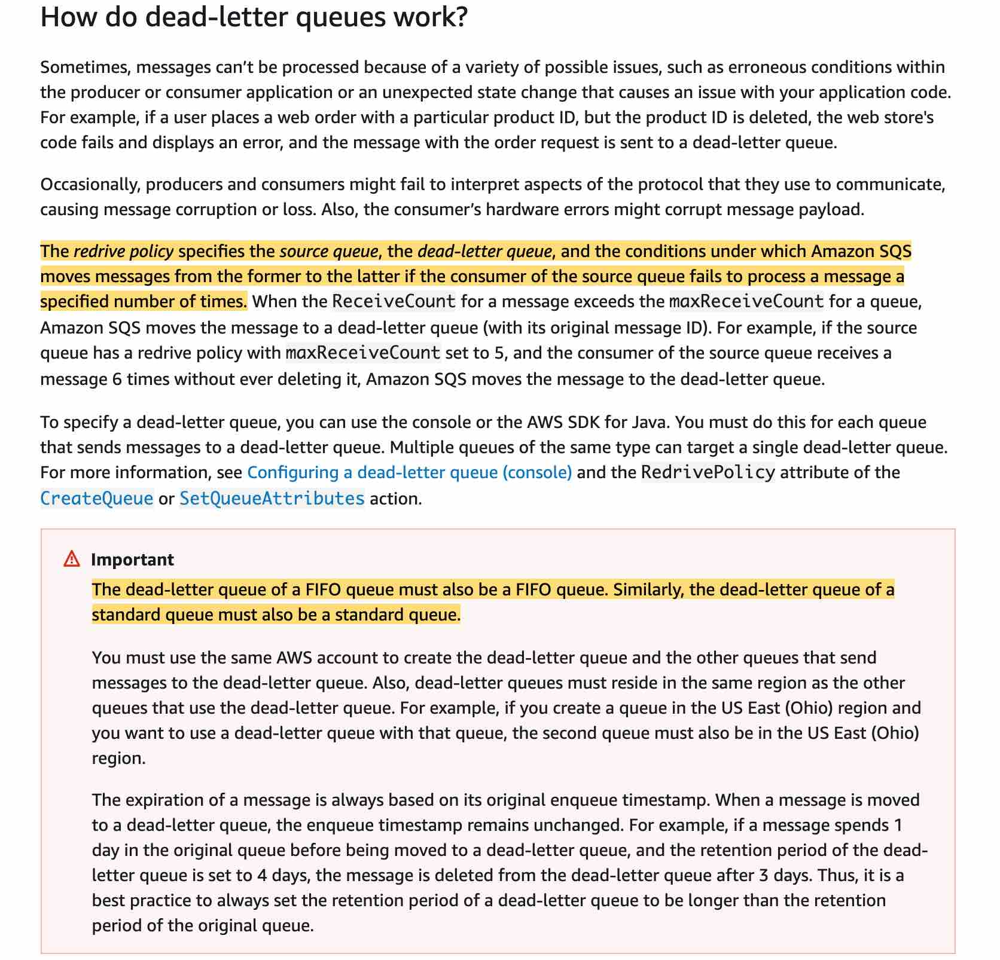 How do dead-letter queues work?
Sometimes, messages can’t be processed because of a variety of possible issues, such as erroneous conditions within
the producer or consumer application or an unexpected state change that causes an issue with your application code.
For example, if a user places a web order with a particular product ID, but the product ID is deleted, the web store's
code fails and displays an error, and the message with the order request is sent to a dead-letter queue.
Occasionally, producers and consumers might fail to interpret aspects of the protocol that they use to communicate,
causing message corruption or loss. Also, the consumer’s hardware errors might corrupt message payload.
The redrive policy specifies the source queue, the dead-letter queue, and the conditions under which Amazon SQS
moves messages from the former to the latter if the consumer of the source queue fails to process a message a
specified number of times. When the ReceiveCount for a message exceeds the maxReceiveCount for a queue,
Amazon SQS moves the message to a dead-letter queue (with its original message ID). For example, if the source
queue has a redrive policy with maxReceiveCount set to 5, and the consumer of the source queue receives a
message 6 times without ever deleting it, Amazon SQS moves the message to the dead-letter queue.
To specify a dead-letter queue, you can use the console or the AWS SDK for Java. You must do this for each queue
that sends messages to a dead-letter queue. Multiple queues of the same type can target a single dead-letter queue.
For more information, see Configuring a dead-letter queue (console) and the RedrivePolicy attribute of the
CreateQueue or SetQueueAttributes action.
Important
The dead-letter queue of a FIFO queue must also be a FIFO queue. Similarly, the dead-letter queue of a
standard queue must also be a standard queue.
You must use the same AWS account to create the dead-letter queue and the other queues that send
messages to the dead-letter queue. Also, dead-letter queues must reside in the same region as the other
queues that use the dead-letter queue. For example, if you create a queue in the US East (Ohio) region and
you want to use a dead-letter queue with that queue, the second queue must also be in the US East (Ohio)
region.
The expiration of a message is always based on its original enqueue timestamp. When a message is moved
to a dead-letter queue, the enqueue timestamp remains unchanged. For example, if a message spends 1
day in the original queue before being moved to a dead-letter queue, and the retention period of the dead-
letter queue is set to 4 days, the message is deleted from the dead-letter queue after 3 days. Thus, it is a
best practice to always set the retention period of a dead-letter queue to be longer than the retention
period of the original queue.